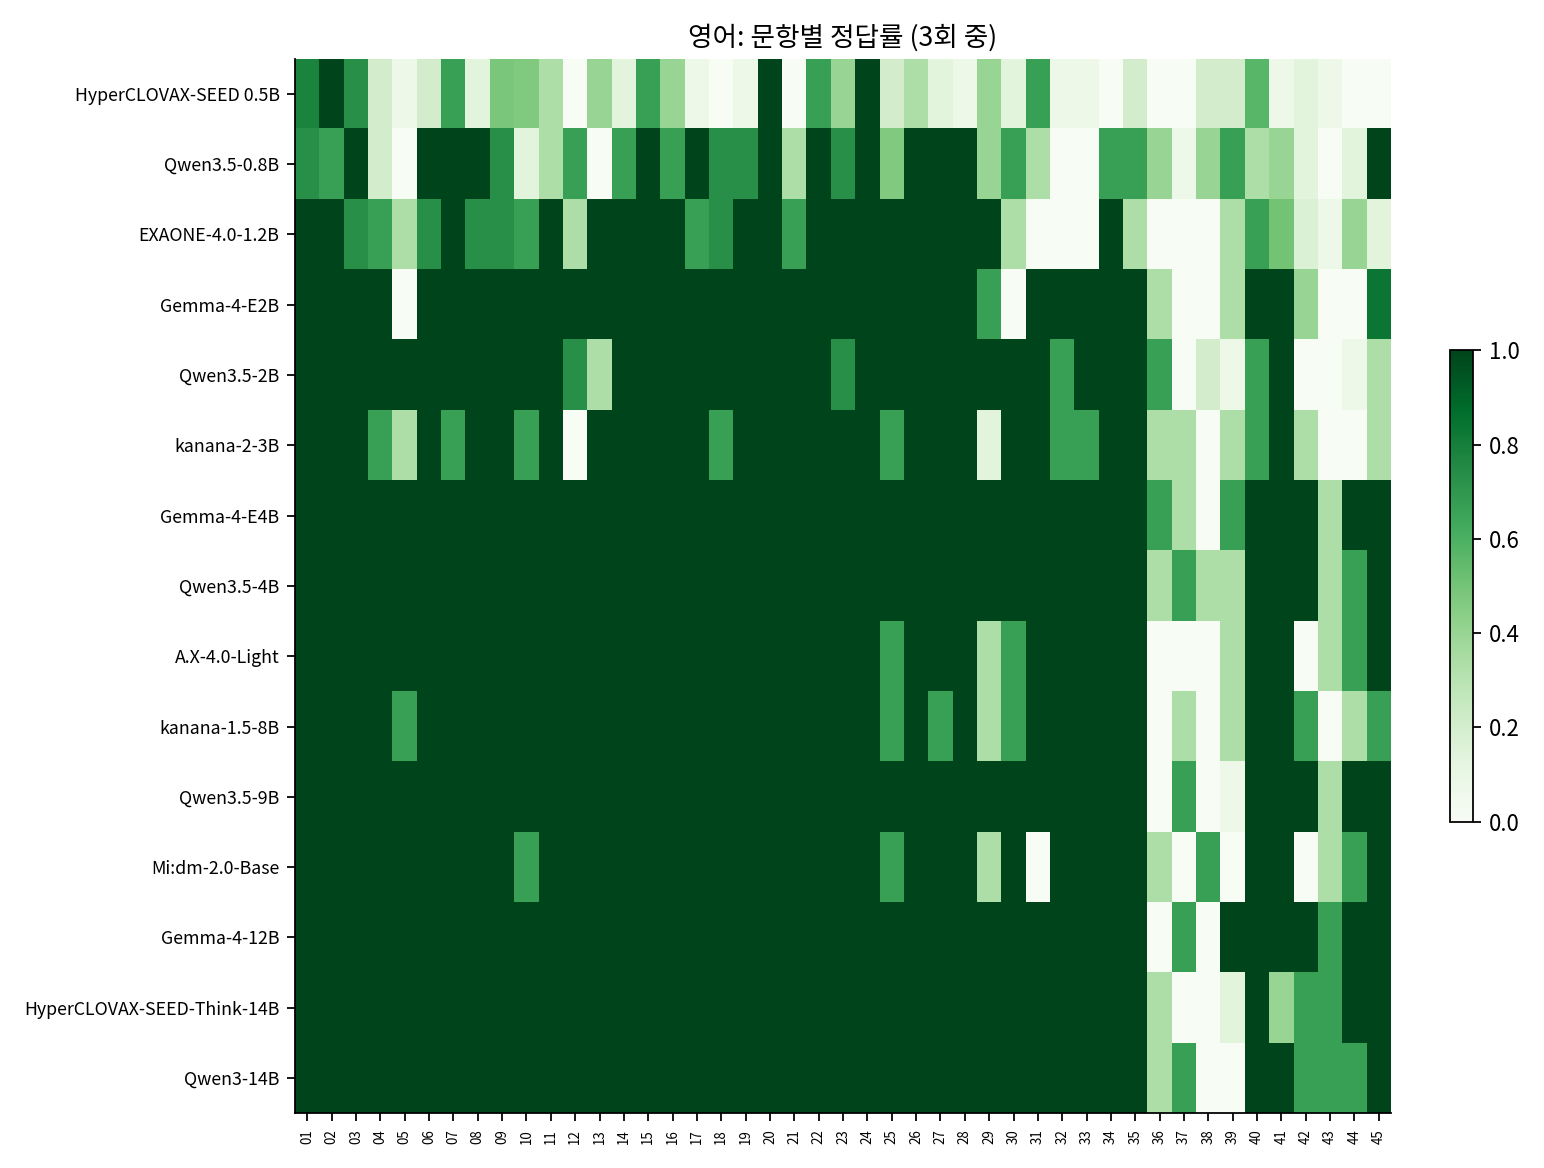 영어: 문항별 정답률 (3회 중)
HyperCLOVAX-SEED 0.5B
Qwen3.5-0.8B
EXAONE-4.0-1.2B
Gemma-4-E2B
Qwen3.5-2B
kanana-2-3B
Gemma-4-E4B
Qwen3.5-4B
A.X-4.0-Light
kanana-1.5-8B
Qwen3.5-9B
Mi:dm-2.0-Base
Gemma-4-12B
HyperCLOVAX-SEED-Think-14B
Qwen3-14B
01 02 03 04 05 06 07 08 09 10 11 12 13 14 15 16 17 18 19 20 21 22 23 24 25 26 27 28 29 30 31 32 33 34 35 36 37 38 39 40 41 42 43 44 45
1.0
0.8
0.6
0.4
0.2
0.0